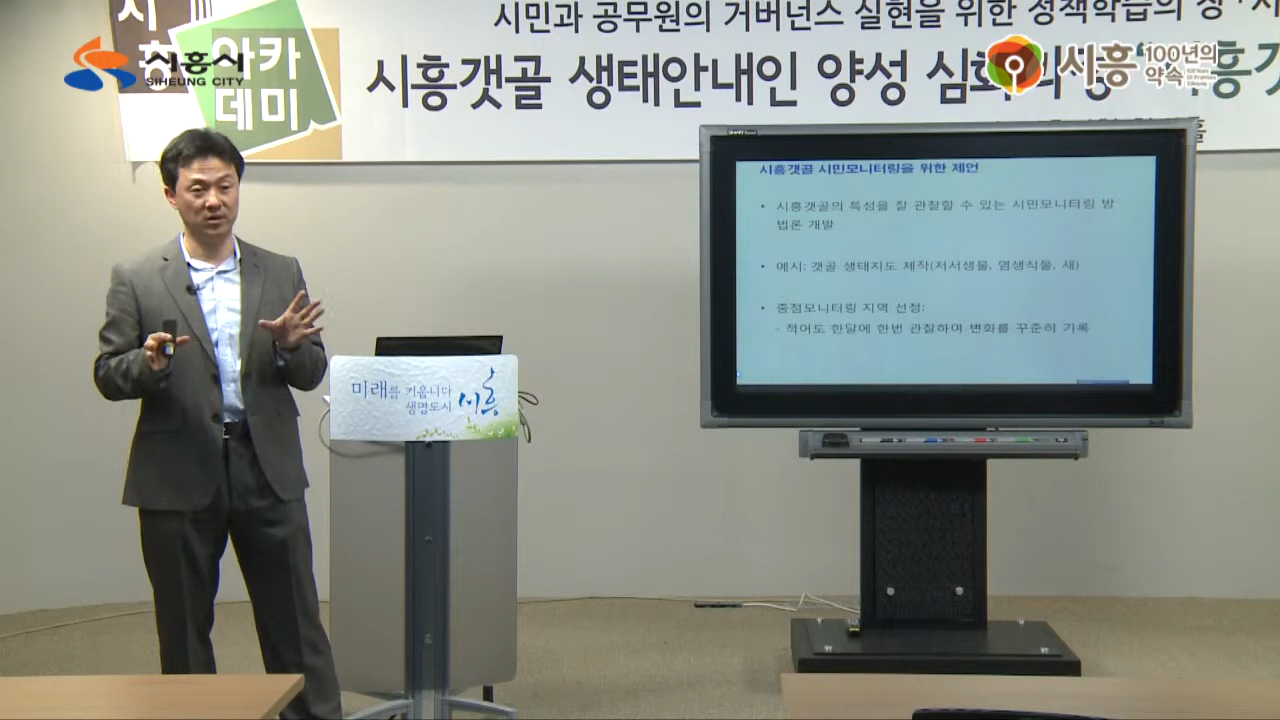 시민과 공무원의 거버넌스 실현을 위한 정책학습의 장
시흥갯골 생태안내인 양성 심화과정
아카
데미
시흥시
SIHEUNG CITY
시흥 100년의
약속
시흥갯골 시민모니터링을 위한 제언
• 시흥갯골의 특성을 잘 관찰할 수 있는 시민모니터링 방
법론 개발
• 예시: 갯골 생태지도 제작(저서생물, 염생식물, 새)
• 중점모니터링 지역 선정:
- 적어도 한달에 한번 관찰하여 변화를 꾸준히 기록
미래를 키웁니다
생명도시 시흥